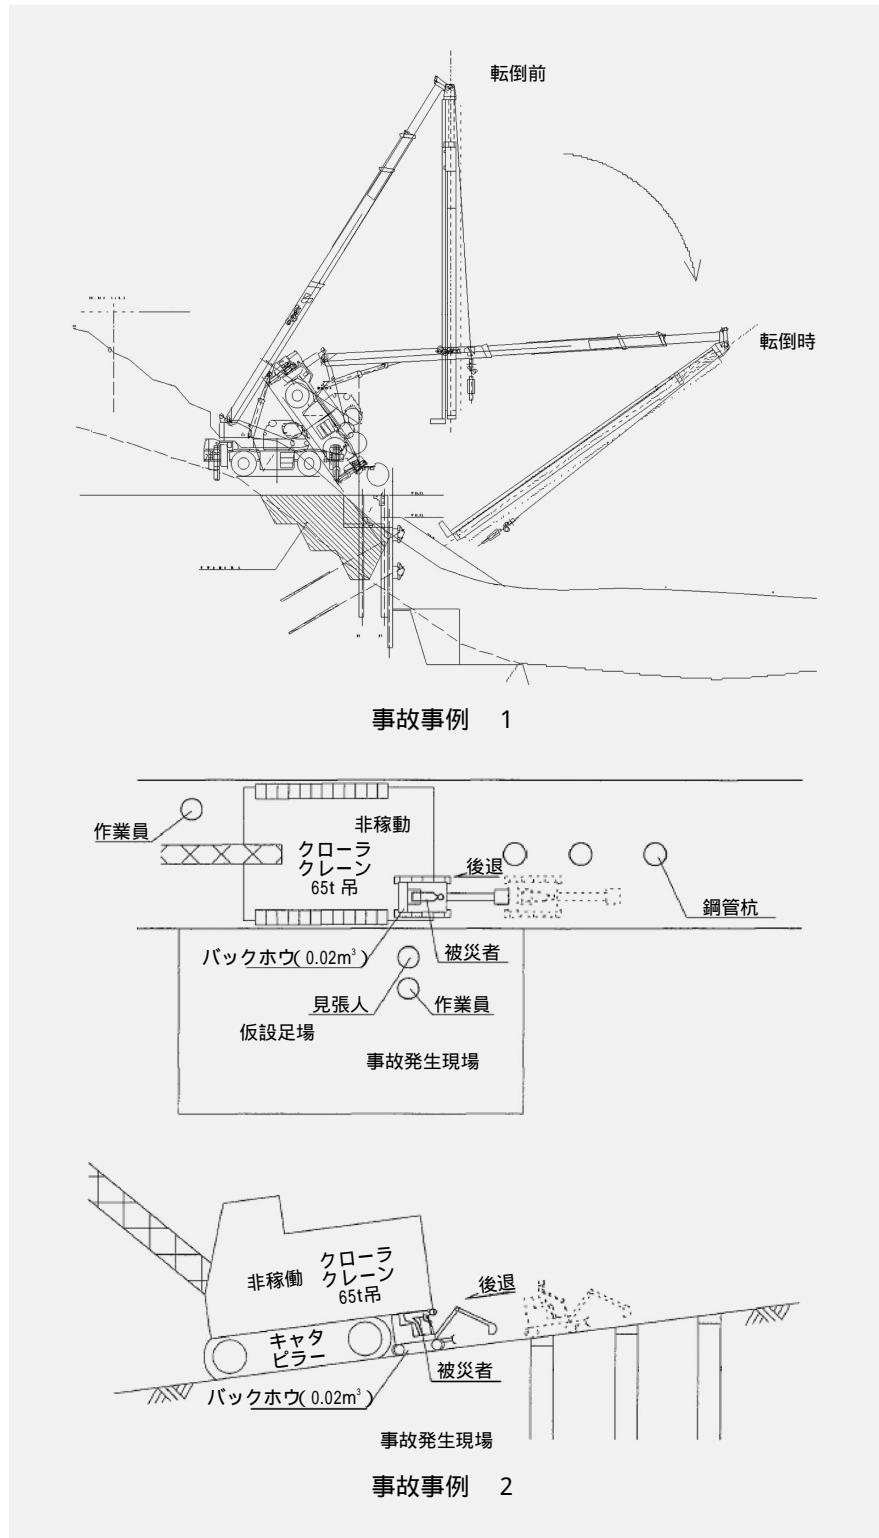 転倒前
転倒時
事故事例 1
作業員
非稼動
クローラ
クレーン
65t 吊
後退
鋼管杭
バックホウ(0.02m³)
被災者
見張人
作業員
仮設足場
事故発生現場
非稼働
クローラ
クレーン
65t吊
後退
キャタ
ピラー
被災者
バックホウ(0.02m³)
事故発生現場
事故事例 2